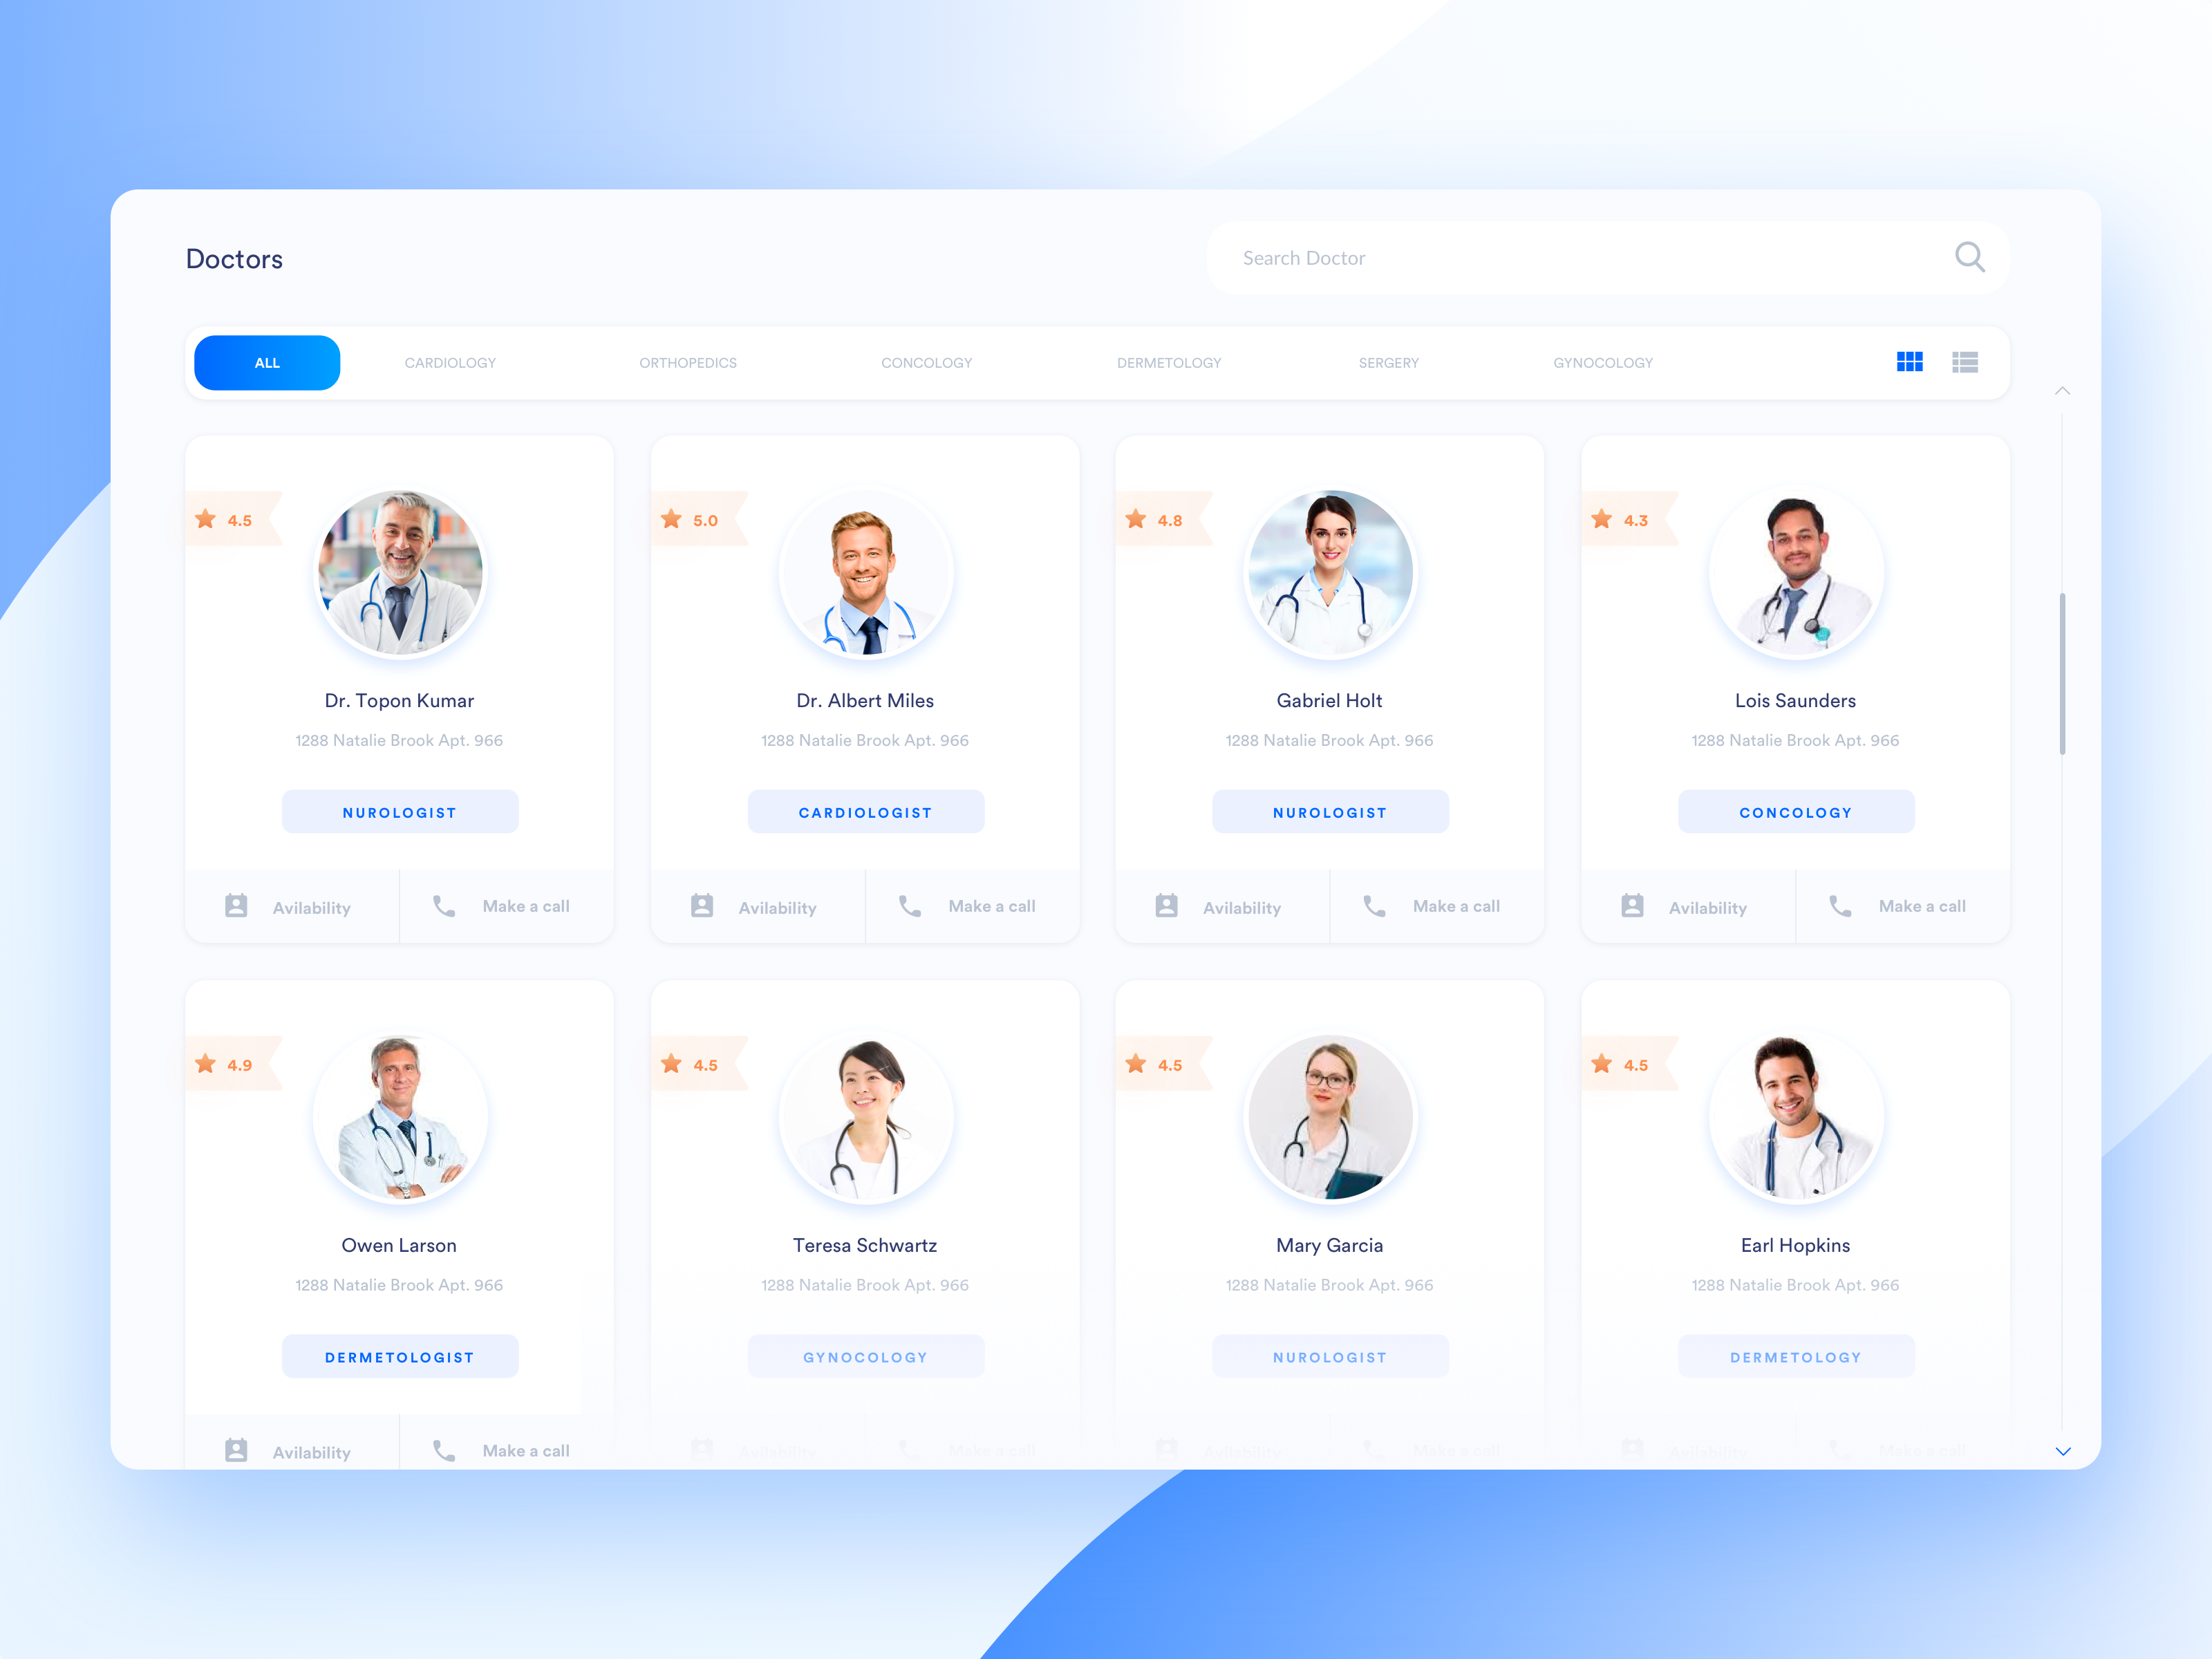 Doctors
Search Doctor
ALL CARDIOLOGY ORTHOPEDICS CONCOLOGY DERMETOLOGY SERGERY GYNOCOLOGY
4.5 5.0 4.8 4.3
Dr. Topon Kumar Dr. Albert Miles Gabriel Holt Lois Saunders
1288 Natalie Brook Apt. 966 1288 Natalie Brook Apt. 966 1288 Natalie Brook Apt. 966 1288 Natalie Brook Apt. 966
NUROLOGIST CARDIOLOGIST NUROLOGIST CONCOLOGY
Avilability Make a call Avilability Make a call Avilability Make a call Avilability Make a call
4.9 4.5 4.5 4.5
Owen Larson Teresa Schwartz Mary Garcia Earl Hopkins
1288 Natalie Brook Apt. 966 1288 Natalie Brook Apt. 966 1288 Natalie Brook Apt. 966 1288 Natalie Brook Apt. 966
DERMETOLOGIST GYNOCOLOGY NUROLOGIST DERMETOLOGY
Avilability Make a call Avilability Make a call Avilability Make a call Avilability Make a call